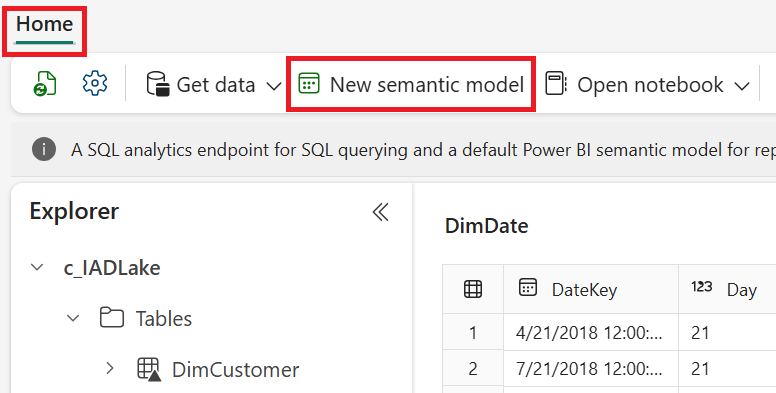 Home
Get data New semantic model Open notebook
A SQL analytics endpoint for SQL querying and a default Power BI semantic model for rep
Explorer
c_IADLake
Tables
DimCustomer
DimDate
DateKey 123 Day
1 4/21/2018 12:00:... 21
2 7/21/2018 12:00:... 21